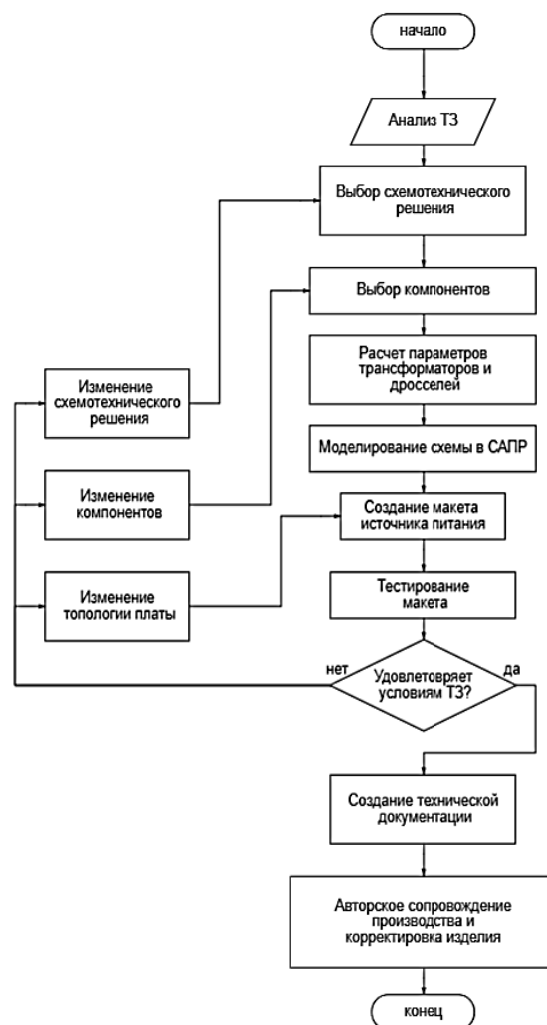 начало
Анализ ТЗ
Выбор схемотехнического
решения
Выбор компонентов
Расчет параметров
трансформаторов и
дросселей
Изменение
схемотехнического
решения
Моделирование схемы в САПР
Изменение
компонентов
Создание макета
источника питания
Изменение
топологии платы
Тестирование
макета
нет
Удовлетовряет
условиям ТЗ?
да
Создание технической
документации
Авторское сопровождение
производства и
корректировка изделия
конец